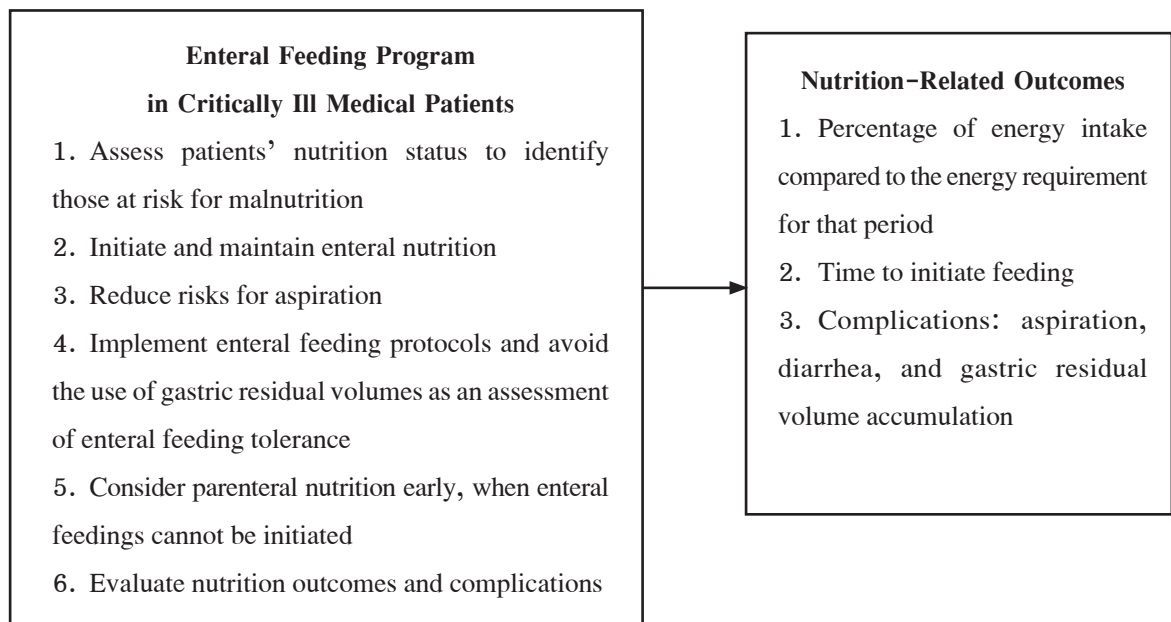 Enteral Feeding Program
in Critically Ill Medical Patients
1. Assess patients’ nutrition status to identify
those at risk for malnutrition
2. Initiate and maintain enteral nutrition
3. Reduce risks for aspiration
4. Implement enteral feeding protocols and avoid
the use of gastric residual volumes as an assessment
of enteral feeding tolerance
5. Consider parenteral nutrition early, when enteral
feedings cannot be initiated
6. Evaluate nutrition outcomes and complications
Nutrition-Related Outcomes
1. Percentage of energy intake
compared to the energy requirement
for that period
2. Time to initiate feeding
3. Complications: aspiration,
diarrhea, and gastric residual
volume accumulation